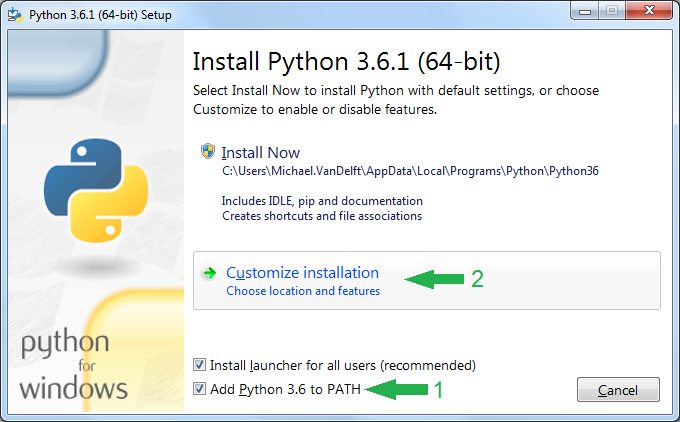 Python 3.6.1 (64-bit) Setup
Install Python 3.6.1 (64-bit)
Select Install Now to install Python with default settings, or choose
Customize to enable or disable features.
Install Now
C:\Users\Michael.VanDelft\AppData\Local\Programs\Python\Python36
Includes IDLE, pip and documentation
Creates shortcuts and file associations
Customize installation
2
Choose location and features
python
for
windows
Install launcher for all users (recommended)
Add Python 3.6 to PATH
1
Cancel